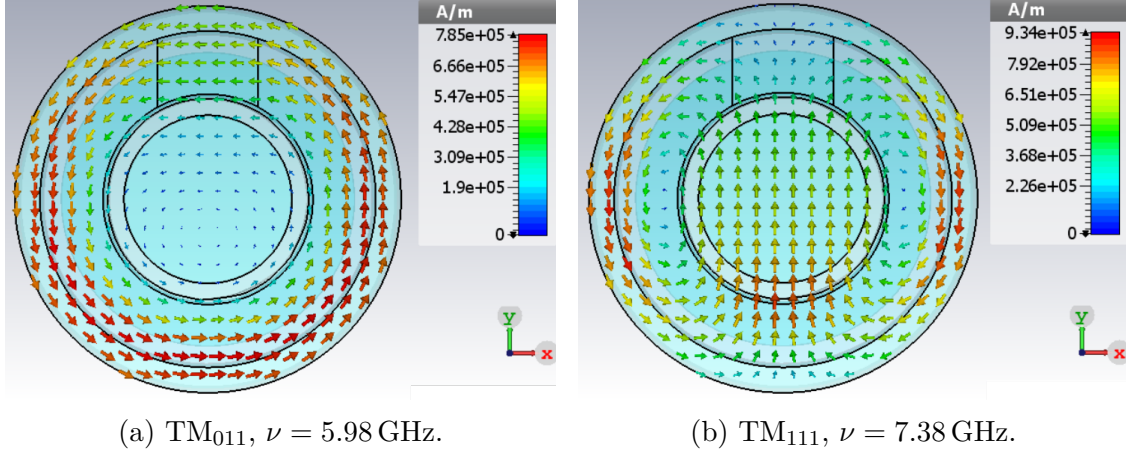 A/m
7.85e+05
6.66e+05
5.47e+05
4.28e+05
3.09e+05
1.9e+05
0
y
x
A/m
9.34e+05
7.92e+05
6.51e+05
5.09e+05
3.68e+05
2.26e+05
0
y
x
(a) TM₀₁₁, ν = 5.98 GHz.
(b) TM₁₁₁, ν = 7.38 GHz.